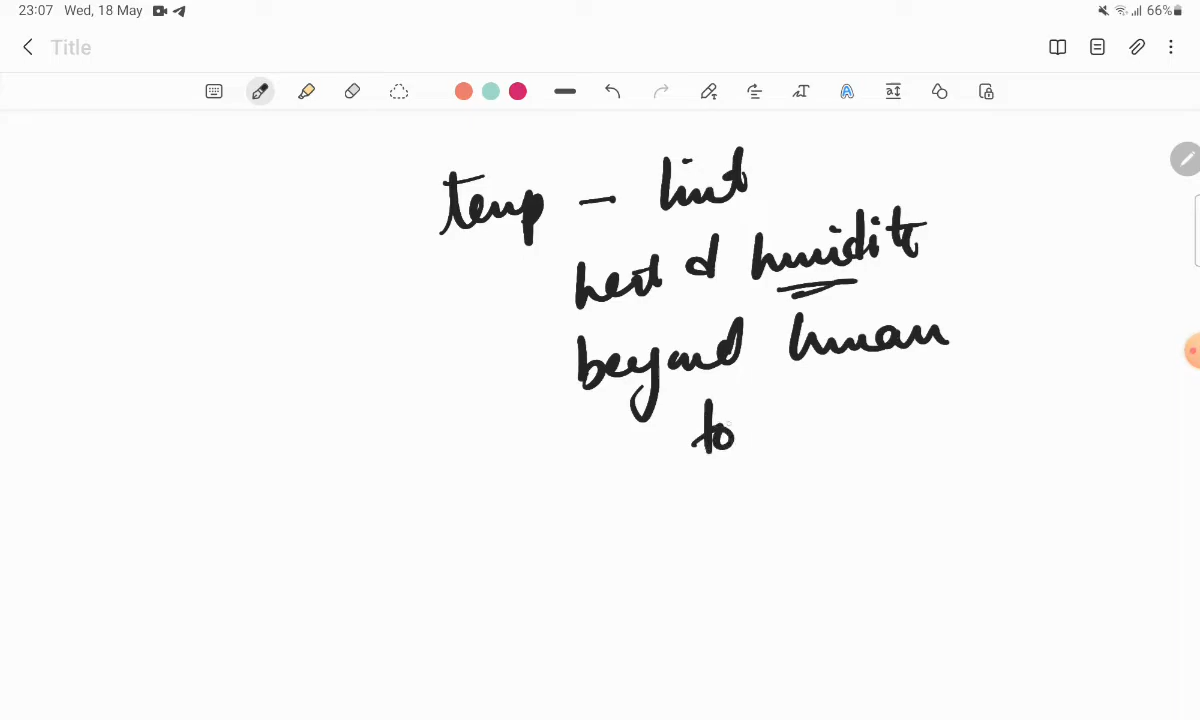 23:07 Wed, 18 May 66%
Title
temp - limit
heat & humidity
beyond human
to